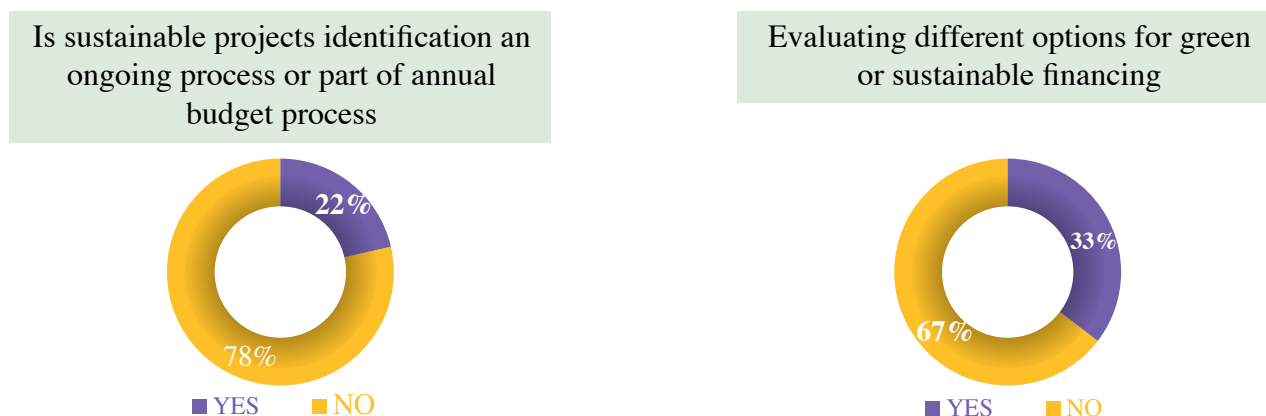 Is sustainable projects identification an
ongoing process or part of annual
budget process
22%
78%
YES NO
Evaluating different options for green
or sustainable financing
33%
67%
YES NO